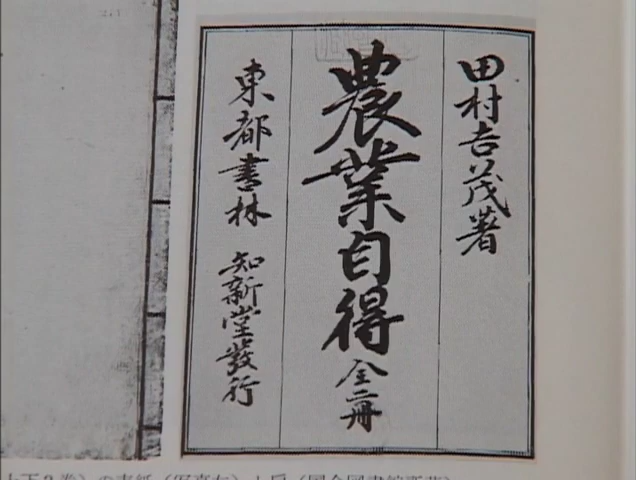 田村吉茂著
農業自得
全二冊
東都書林 知新堂發行